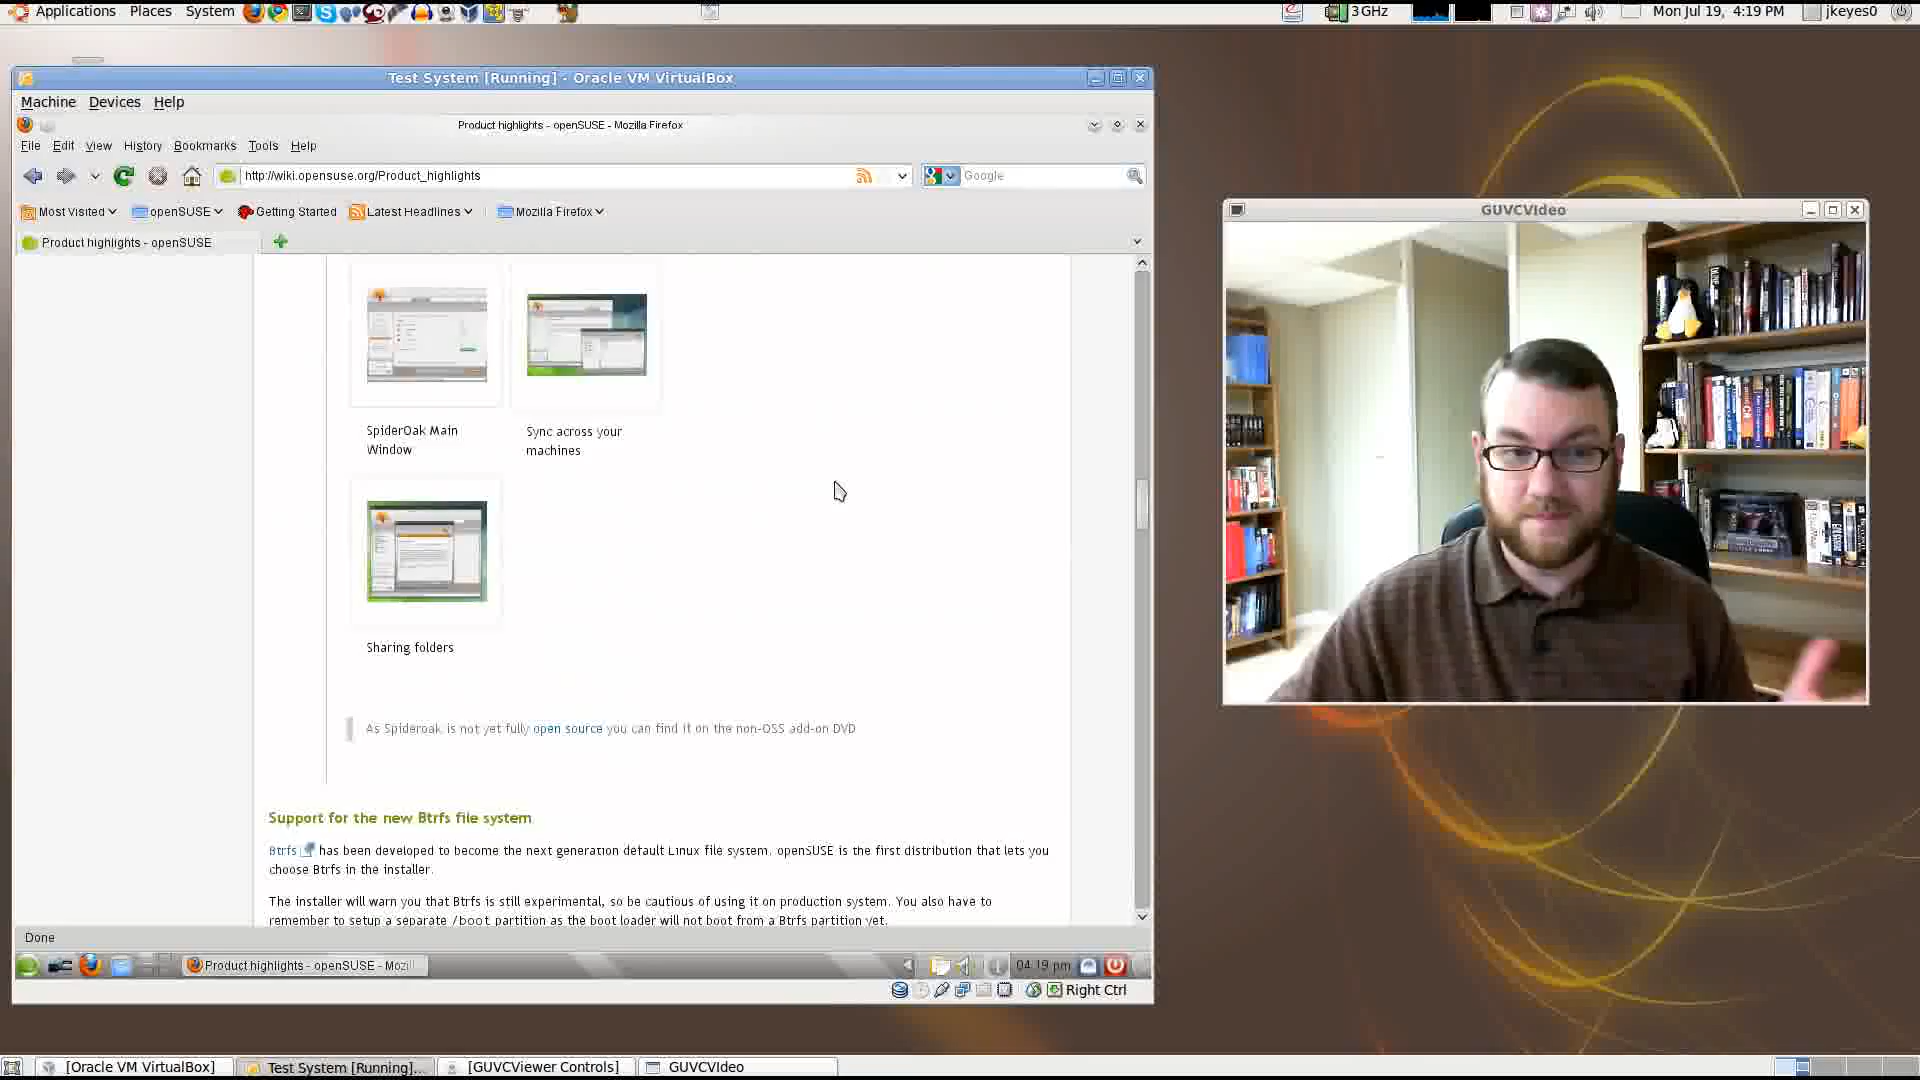 Applications Places System
3 GHz
Mon Jul 19, 4:19 PM
jkeyes0
Test System [Running] - Oracle VM VirtualBox
Machine Devices Help
Product highlights - openSUSE - Mozilla Firefox
File Edit View History Bookmarks Tools Help
http://wiki.opensuse.org/Product_highlights
Google
Most Visited openSUSE Getting Started Latest Headlines Mozilla Firefox
Product highlights - openSUSE
GUVCVIdeo
SpiderOak Main
Window
Sync across your
machines
Sharing folders
As Spideroak is not yet fully open source you can find it on the non-OSS add-on DVD
Support for the new Btrfs file system
Btrfs has been developed to become the next generation default Linux file system. openSUSE is the first distribution that lets you
choose Btrfs in the installer.
The installer will warn you that Btrfs is still experimental, so be cautious of using it on production system. You also have to
remember to setup a separate /boot partition as the boot loader will not boot from a Btrfs partition yet.
Done
Product highlights - openSUSE - Mozil
04:19 pm
Right Ctrl
[Oracle VM VirtualBox]
Test System [Running]...
[GUVCViewer Controls]
GUVCVIdeo